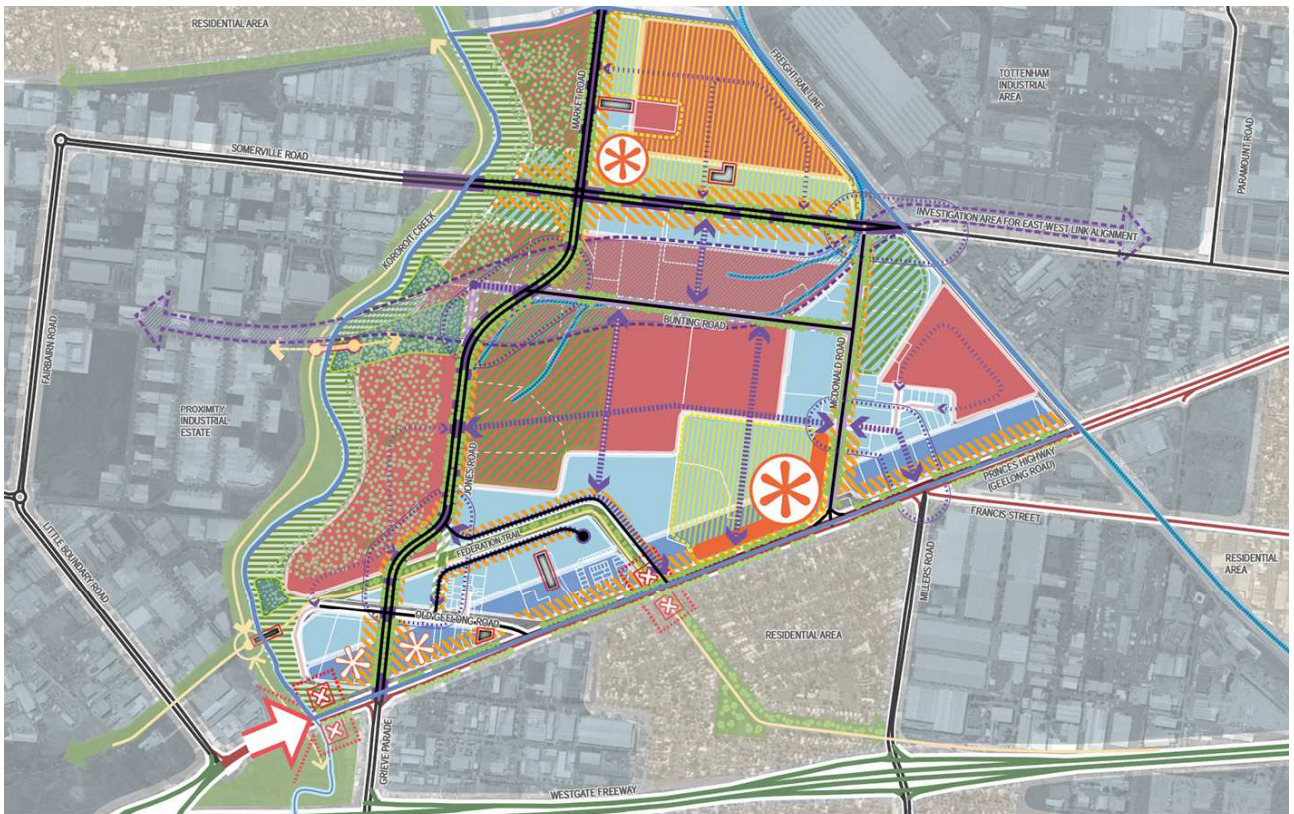 RESIDENTIAL AREA
MARKET ROAD
FREIGHT RAIL LINE
TOTTENHAM
INDUSTRIAL
AREA
PARAMOUNT ROAD
SOMERVILLE ROAD
KOROROIT CREEK
INVESTIGATION AREA FOR EAST-WEST LINK ALIGNMENT
FAIRBAIRN ROAD
BUNTING ROAD
MCDONALD ROAD
PROXIMITY
INDUSTRIAL
ESTATE
JONES ROAD
PRINCES HIGHWAY
(GEELONG ROAD)
FRANCIS STREET
LITTLE BOUNDARY ROAD
FEDERATION TRAIL
MILLERS ROAD
RESIDENTIAL
AREA
OLD GEELONG ROAD
RESIDENTIAL AREA
GRIEVE PARADE
WESTGATE FREEWAY